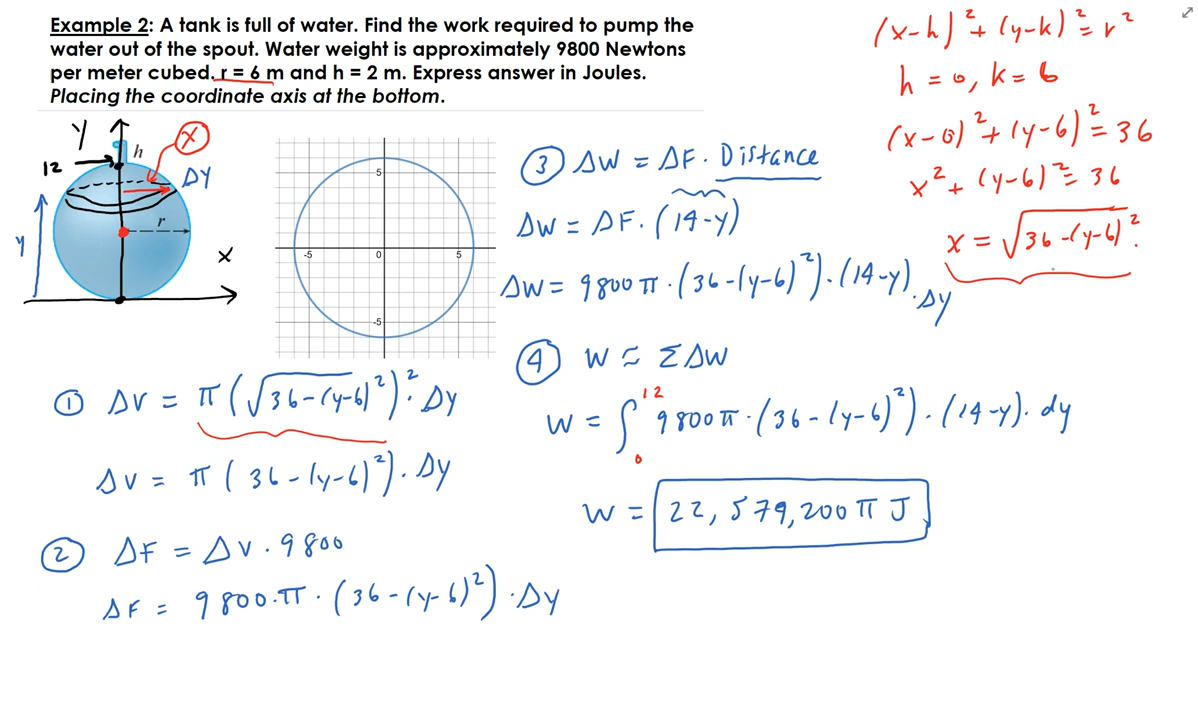 Example 2: A tank is full of water. Find the work required to pump the
water out of the spout. Water weight is approximately 9800 Newtons
per meter cubed. r = 6 m and h = 2 m. Express answer in Joules.
Placing the coordinate axis at the bottom.
Y
h
X
12
ΔY
r
Y
X
5
-5
0
5
-5
① ΔV = π(√36-(y-6)²)²·Δy
ΔV = π(36-(y-6)²)·Δy
② ΔF = ΔV·9800
ΔF = 9800·π·(36-(y-6)²)·Δy
③ ΔW = ΔF·Distance
ΔW = ΔF·(14-y)
ΔW = 9800π·(36-(y-6)²)·(14-y)·Δy
④ W ≈ ΣΔW
W = ∫₀¹² 9800π·(36-(y-6)²)·(14-y)·dy
W = 22,579,200π J
(x-h)²+(y-k)²=r²
h=0, k=6
(x-0)²+(y-6)²=36
x²+(y-6)²=36
x=√36-(y-6)².